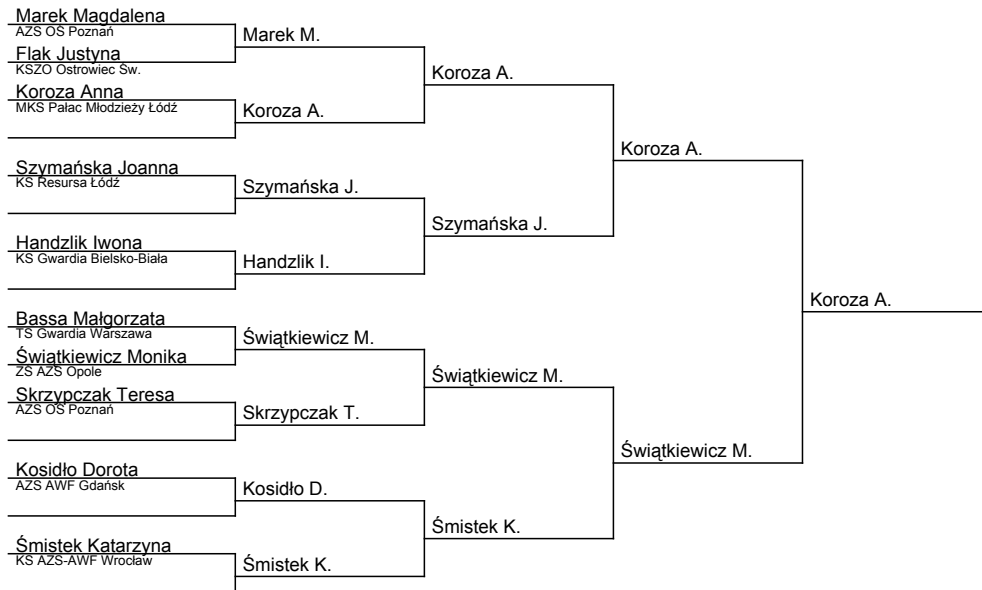 Marek Magdalena
AZS OŚ Poznań
Flak Justyna
KSZO Ostrowiec Św.
Koroza Anna
MKS Pałac Młodzieży Łódź
Szymańska Joanna
KS Resursa Łódź
Handzlik Iwona
KS Gwardia Bielsko-Biała
Bassa Małgorzata
TS Gwardia Warszawa
Świątkiewicz Monika
ZS AZS Opole
Skrzypczak Teresa
AZS OŚ Poznań
Kosidło Dorota
AZS AWF Gdańsk
Śmistek Katarzyna
KS AZS-AWF Wrocław
Marek M.
Koroza A.
Szymańska J.
Handzlik I.
Świątkiewicz M.
Skrzypczak T.
Kosidło D.
Śmistek K.
Koroza A.
Szymańska J.
Świątkiewicz M.
Śmistek K.
Koroza A.
Świątkiewicz M.
Koroza A.